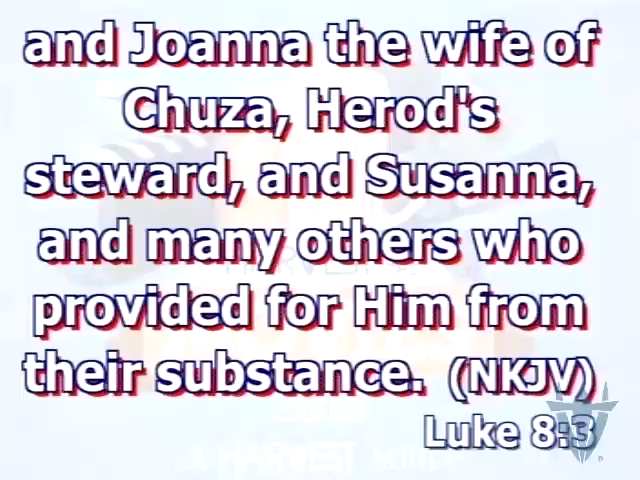 and Joanna the wife of
Chuza, Herod's
steward, and Susanna,
and many others who
provided for Him from
their substance. (NKJV)
Luke 8:3
HARVEST